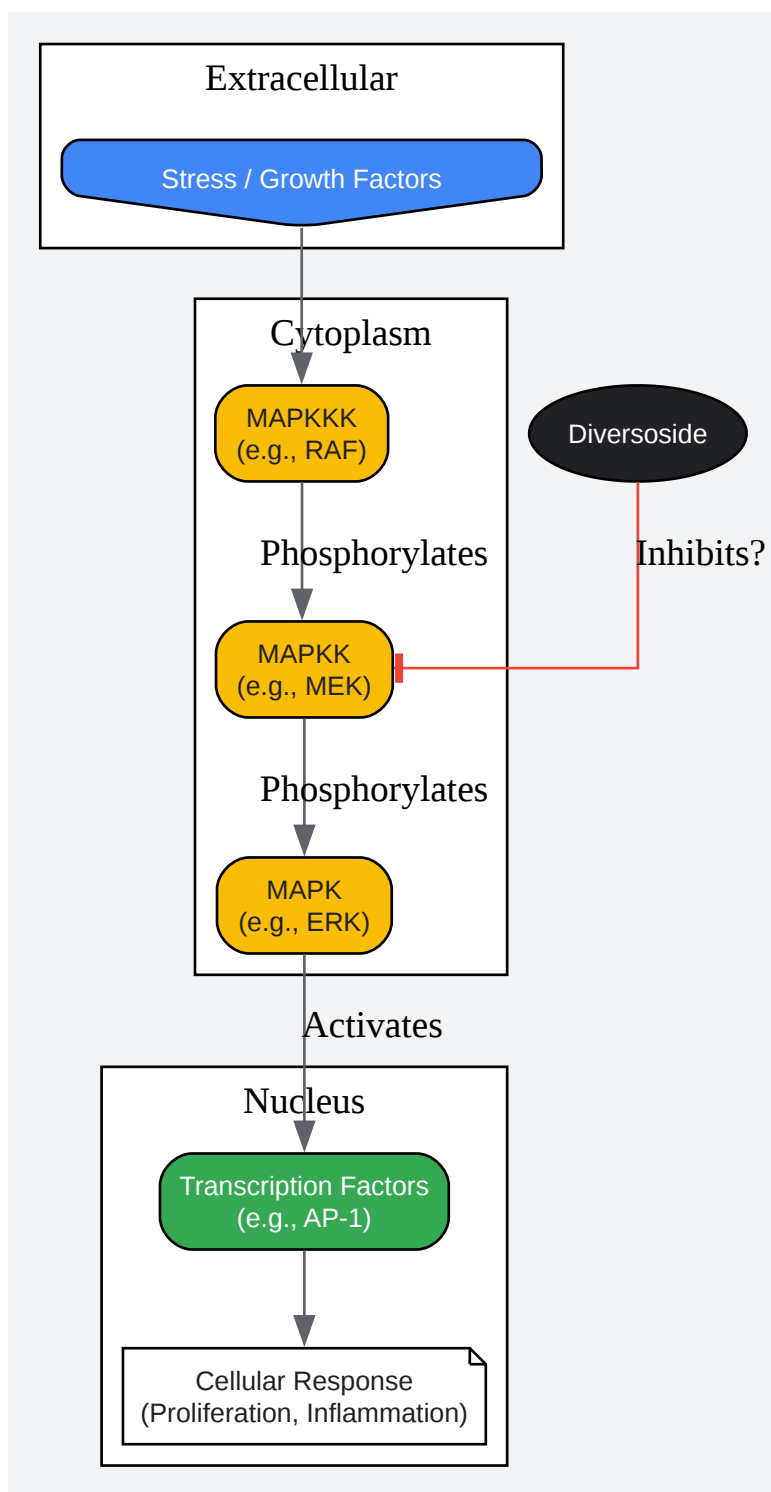 Extracellular
Stress / Growth Factors
Cytoplasm
MAPKKK
(e.g., RAF)
Diversoside
Phosphorylates
Inhibits?
MAPKK
(e.g., MEK)
Phosphorylates
MAPK
(e.g., ERK)
Activates
Nucleus
Transcription Factors
(e.g., AP-1)
Cellular Response
(Proliferation, Inflammation)